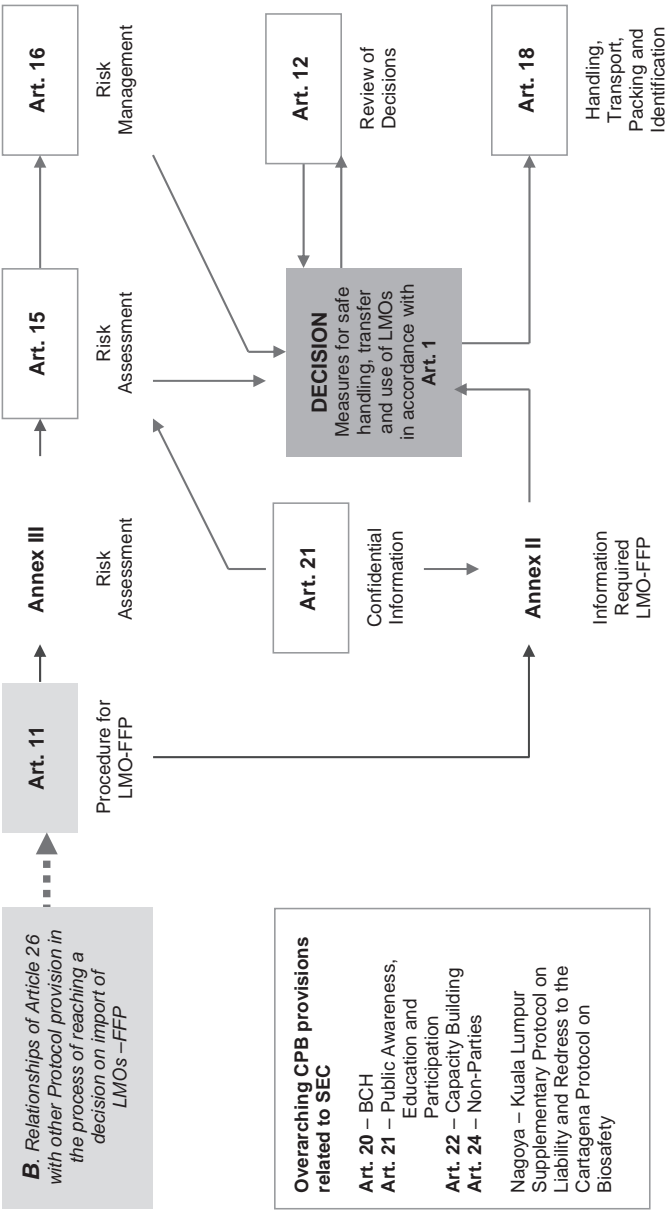 B. Relationships of Article 26
with other Protocol provision in
the process of reaching a
decision on import of
LMOs –FFP
Art. 11
Procedure for
LMO-FFP
Annex III
Risk
Assessment
Art. 15
Risk
Assessment
Art. 16
Risk
Management
Overarching CPB provisions
related to SEC
Art. 20 – BCH
Art. 21 – Public Awareness,
Education and
Participation
Art. 22 – Capacity Building
Art. 24 – Non-Parties
Nagoya – Kuala Lumpur
Supplementary Protocol on
Liability and Redress to the
Cartagena Protocol on
Biosafety
Art. 21
Confidential
Information
DECISION
Measures for safe
handling, transfer
and use of LMOs
in accordance with
Art. 1
Art. 12
Review of
Decisions
Annex II
Information
Required
LMO-FFP
Art. 18
Handling,
Transport,
Packing and
Identification